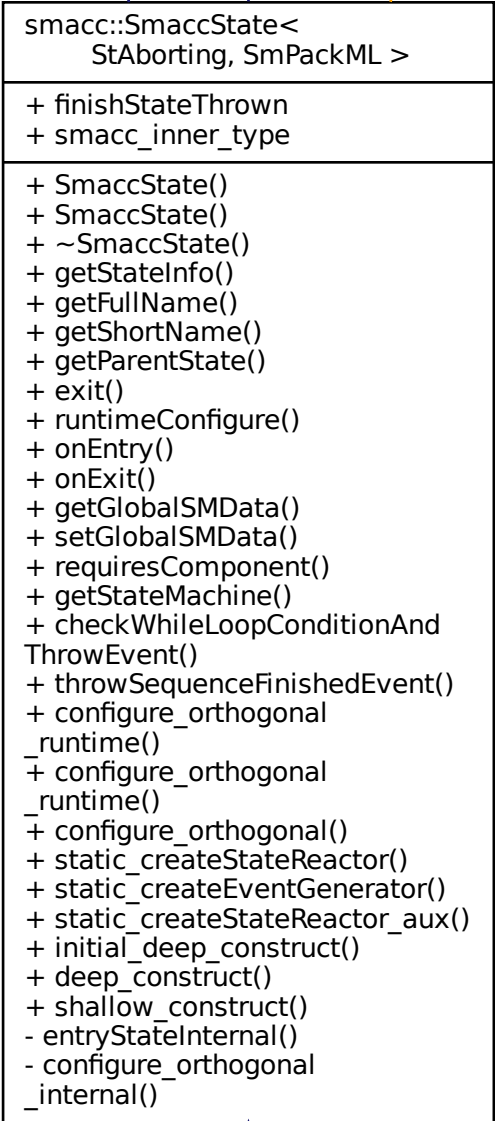 smacc::SmaccState<
StAborting, SmPackML >
+ finishStateThrown
+ smacc_inner_type
+ SmaccState()
+ SmaccState()
+ ~SmaccState()
+ getStateInfo()
+ getFullName()
+ getShortName()
+ getParentState()
+ exit()
+ runtimeConfigure()
+ onEntry()
+ onExit()
+ getGlobalSMData()
+ setGlobalSMData()
+ requiresComponent()
+ getStateMachine()
+ checkWhileLoopConditionAnd
ThrowEvent()
+ throwSequenceFinishedEvent()
+ configure_orthogonal
_runtime()
+ configure_orthogonal
_runtime()
+ configure_orthogonal()
+ static_createStateReactor()
+ static_createEventGenerator()
+ static_createStateReactor_aux()
+ initial_deep_construct()
+ deep_construct()
+ shallow_construct()
- entryStateInternal()
- configure_orthogonal
_internal()